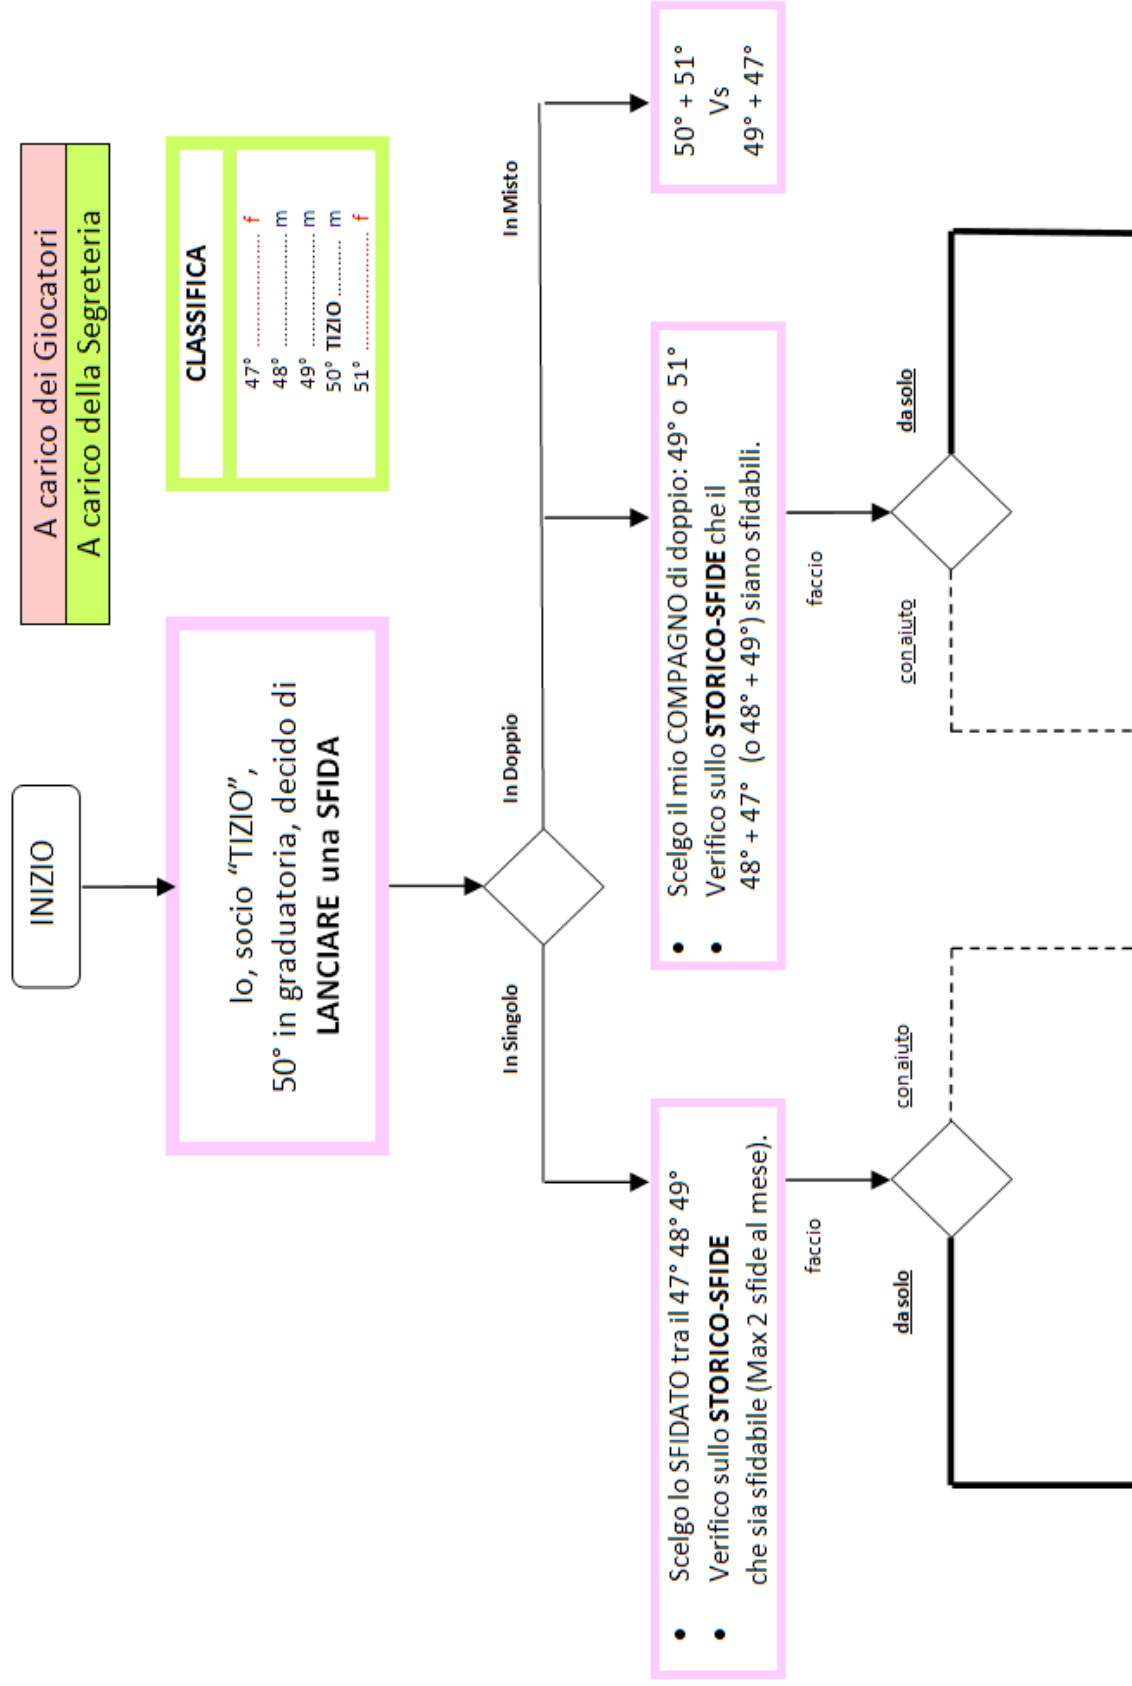 A carico dei Giocatori
A carico della Segreteria
INIZIO
Io, socio “TIZIO”,
50° in graduatoria, decido di
LANCIARE una SFIDA
CLASSIFICA
47° ........................ f
48° ........................ m
49° ........................ m
50° TIZIO ........... m
51° ........................ f
In Singolo
In Doppio
In Misto
• Scelgo lo SFIDATO tra il 47° 48° 49°
• Verifico sullo STORICO-SFIDE
che sia sfidabile (Max 2 sfide al mese).
• Scelgo il mio COMPAGNO di doppio: 49° o 51°
• Verifico sullo STORICO-SFIDE che il
48° + 47° (o 48° + 49°) siano sfidabili.
50° + 51°
Vs
49° + 47°
faccio
faccio
da solo
con aiuto
con aiuto
da solo